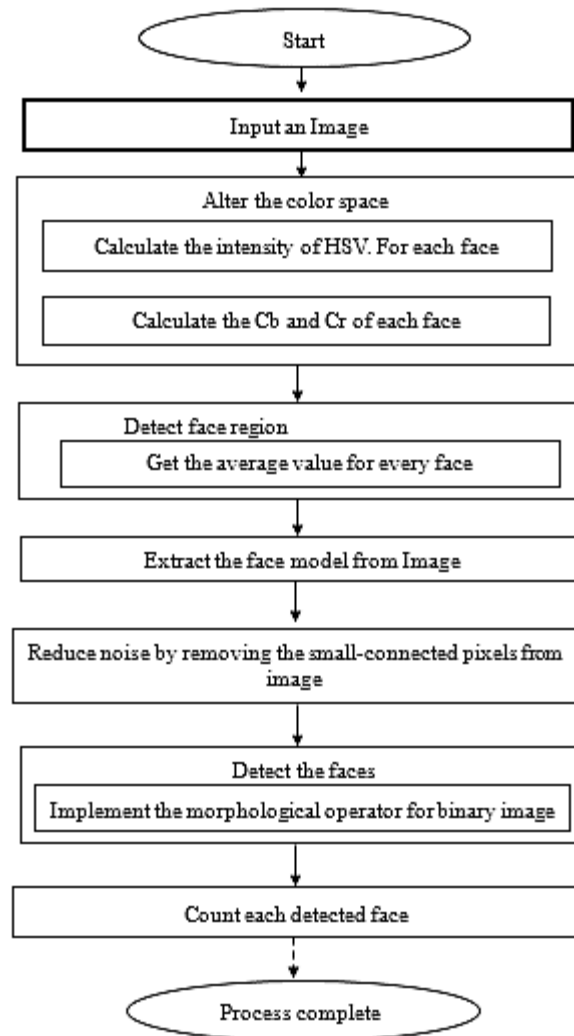 Start
Input an Image
Alter the color space
Calculate the intensity of HSV. For each face
Calculate the Cb and Cr of each face
Detect face region
Get the average value for every face
Extract the face model from Image
Reduce noise by removing the small-connected pixels from
image
Detect the faces
Implement the morphological operator for binary image
Count each detected face
Process complete